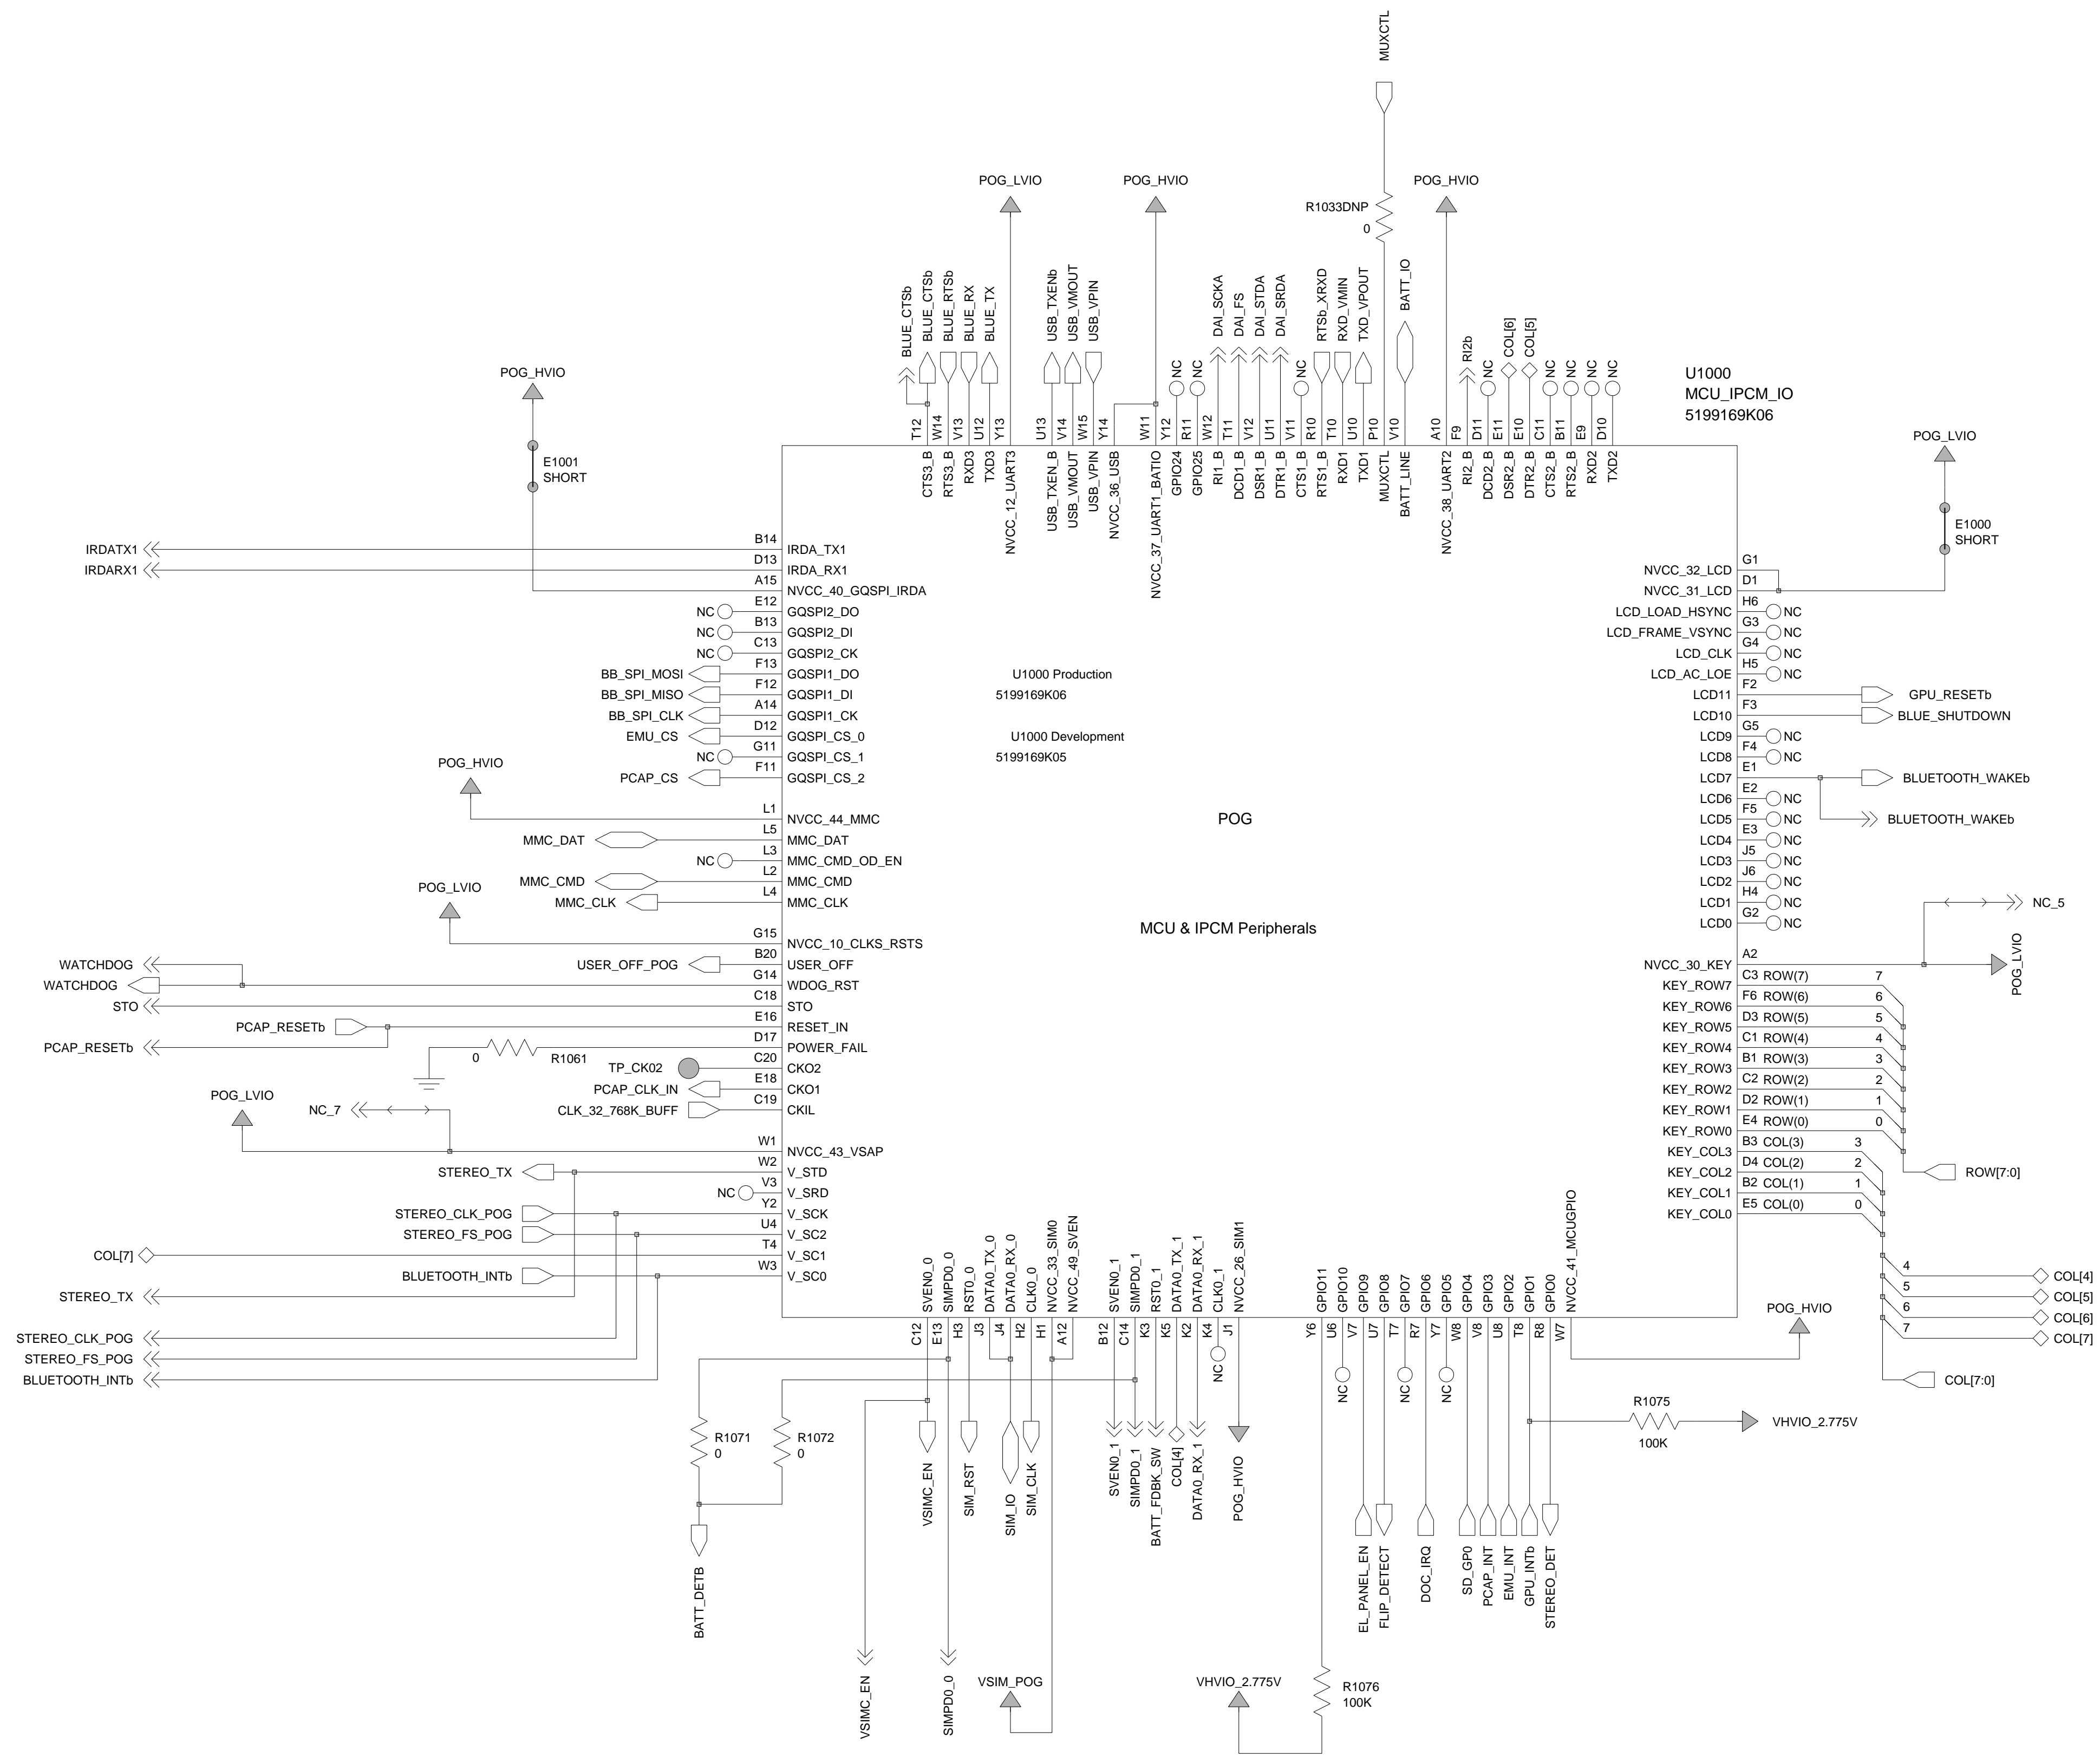 MUXCTL
POG_LVIO
POG_HVIO
POG_HVIO
R1033DNP
0
BLUE_CTSb
BLUE_CTSb
BLUE_RTSb
BLUE_RX
BLUE_TX
USB_TXENb
USB_VMOUT
USB_VPIN
NC
NC
DAI_SCKA
DAI_FS
DAI_STDA
DAI_SRDA
NC
RTSb_XRXD
RXD_VMIN
TXD_VPOUT
BATT_IO
RI2b
NC
COL[6]
COL[5]
NC
NC
NC
NC
T12
W14
V13
U12
Y13
U13
V14
W15
Y14
W11
Y12
R11
W12
T11
V12
U11
V11
R10
T10
U10
P10
V10
A10
F9
D11
E11
E10
C11
B11
E9
D10
CTS3_B
RTS3_B
RXD3
TXD3
NVCC_12_UART3
USB_TXEN_B
USB_VMOUT
USB_VPIN
NVCC_36_USB
NVCC_37_UART1_BATIO
GPIO24
GPIO25
RI1_B
DCD1_B
DSR1_B
DTR1_B
CTS1_B
RTS1_B
RXD1
TXD1
MUXCTL
BATT_LINE
NVCC_38_UART2
RI2_B
DCD2_B
DSR2_B
DTR2_B
CTS2_B
RTS2_B
RXD2
TXD2
U1000
MCU_IPCM_IO
5199169K06
POG_HVIO
E1001
SHORT
POG_LVIO
E1000
SHORT
IRDATX1 B14 IRDA_TX1
IRDARX1 D13 IRDA_RX1
A15 NVCC_40_GQSPI_IRDA
NC E12 GQSPI2_DO
NC B13 GQSPI2_DI
NC C13 GQSPI2_CK
BB_SPI_MOSI F13 GQSPI1_DO
BB_SPI_MISO F12 GQSPI1_DI
BB_SPI_CLK A14 GQSPI1_CK
EMU_CS D12 GQSPI_CS_0
NC G11 GQSPI_CS_1
PCAP_CS F11 GQSPI_CS_2
POG_HVIO
L1 NVCC_44_MMC
MMC_DAT L5 MMC_DAT
NC L3 MMC_CMD_OD_EN
MMC_CMD L2 MMC_CMD
MMC_CLK L4 MMC_CLK
POG_LVIO
G15 NVCC_10_CLKS_RSTS
WATCHDOG
USER_OFF_POG B20 USER_OFF
WATCHDOG G14 WDOG_RST
STO C18 STO
PCAP_RESETb E16 RESET_IN
PCAP_RESETb
0 R1061 D17 POWER_FAIL
TP_CK02 C20 CKO2
PCAP_CLK_IN E18 CKO1
CLK_32_768K_BUFF C19 CKIL
POG_LVIO
NC_7
W1 NVCC_43_VSAP
STEREO_TX W2 V_STD
NC V3 V_SRD
STEREO_CLK_POG Y2 V_SCK
STEREO_FS_POG U4 V_SC2
COL[7] T4 V_SC1
BLUETOOTH_INTb W3 V_SC0
STEREO_TX
STEREO_CLK_POG
STEREO_FS_POG
BLUETOOTH_INTb
U1000 Production
5199169K06
U1000 Development
5199169K05
POG
MCU & IPCM Peripherals
NVCC_32_LCD G1
NVCC_31_LCD D1
LCD_LOAD_HSYNC H6 NC
LCD_FRAME_VSYNC G3 NC
LCD_CLK G4 NC
LCD_AC_LOE H5 NC
LCD11 F2 GPU_RESETb
LCD10 F3 BLUE_SHUTDOWN
LCD9 G5 NC
LCD8 F4 NC
LCD7 E1 BLUETOOTH_WAKEb
LCD6 E2 NC
LCD5 F5 NC
BLUETOOTH_WAKEb
LCD4 E3 NC
LCD3 J5 NC
LCD2 J6 NC
LCD1 H4 NC
LCD0 G2 NC
NC_5
POG_LVIO
NVCC_30_KEY A2
KEY_ROW7 C3 ROW(7) 7
KEY_ROW6 F6 ROW(6) 6
KEY_ROW5 D3 ROW(5) 5
KEY_ROW4 C1 ROW(4) 4
KEY_ROW3 B1 ROW(3) 3
KEY_ROW2 C2 ROW(2) 2
KEY_ROW1 D2 ROW(1) 1
KEY_ROW0 E4 ROW(0) 0
KEY_COL3 B3 COL(3) 3
KEY_COL2 D4 COL(2) 2
KEY_COL1 B2 COL(1) 1
KEY_COL0 E5 COL(0) 0
ROW[7:0]
4 COL[4]
5 COL[5]
6 COL[6]
7 COL[7]
COL[7:0]
SVEN0_0
SIMPD0_0
RST0_0
DATA0_TX_0
DATA0_RX_0
CLK0_0
NVCC_33_SIM0
NVCC_49_SVEN
SVEN0_1
SIMPD0_1
RST0_1
DATA0_TX_1
DATA0_RX_1
CLK0_1
NVCC_26_SIM1
GPIO11
GPIO10
GPIO9
GPIO8
GPIO7
GPIO6
GPIO5
GPIO4
GPIO3
GPIO2
GPIO1
GPIO0
NVCC_41_MCUGPIO
C12
E13
H3
J3
J4
H2
H1
A12
B12
C14
K3
K5
K2
K4
J1
Y6
U6
V7
U7
T7
R7
Y7
W8
V8
U8
T8
R8
W7
POG_HVIO
NC
NC
NC
NC
R1071
0
R1072
0
R1075
100K
VHVIO_2.775V
BATT_DETB
VSIMC_EN
SIM_RST
SIM_IO
SIM_CLK
SVEN0_1
SIMPD0_1
BATT_FDBK_SW
COL[4]
DATA0_RX_1
POG_HVIO
EL_PANEL_EN
FLIP_DETECT
DOC_IRQ
SD_GP0
PCAP_INT
EMU_INT
GPU_INTb
STEREO_DET
VSIMC_EN
SIMPD0_0
VSIM_POG
VHVIO_2.775V
R1076
100K